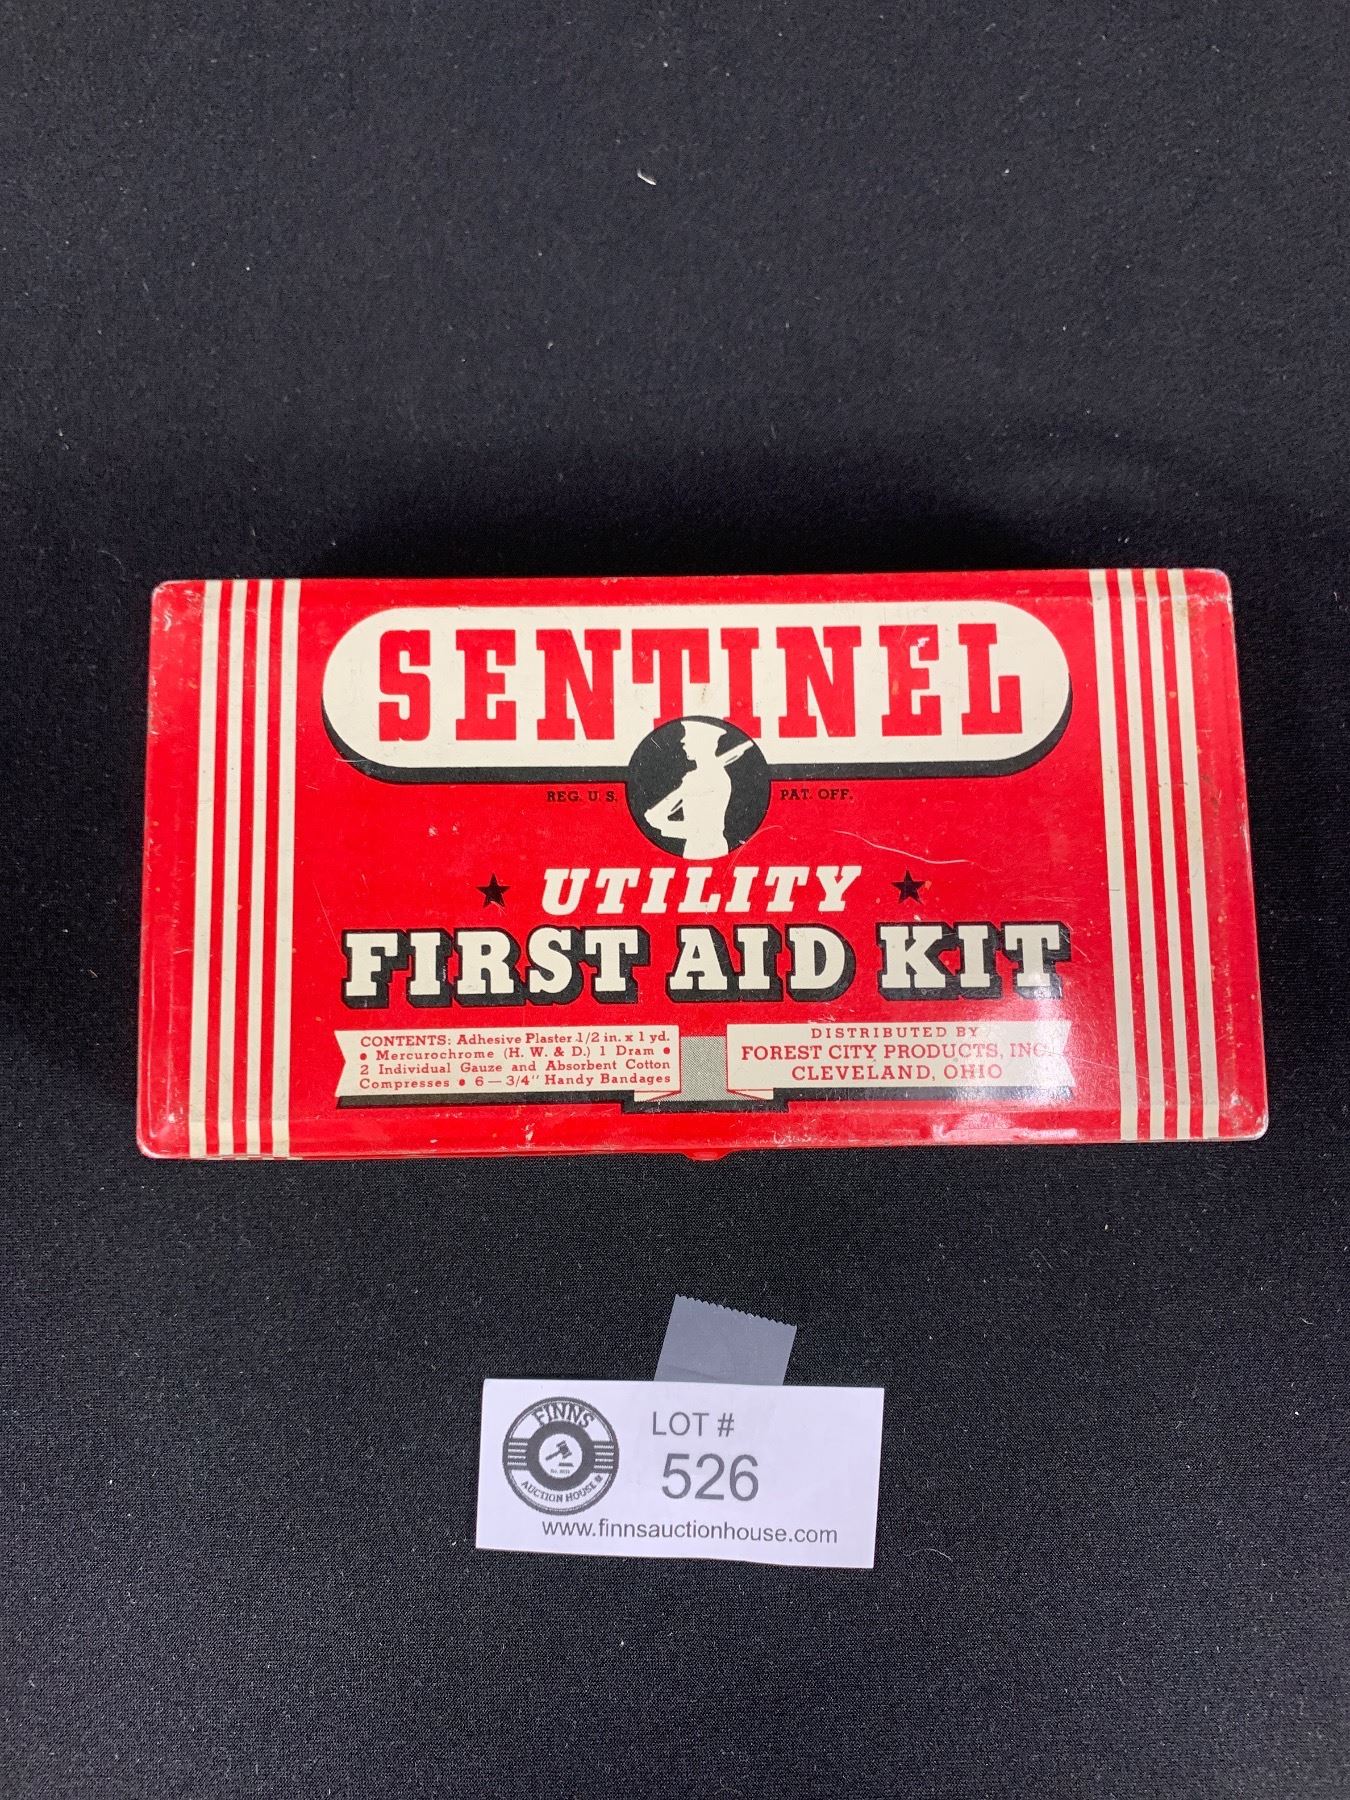 SENTINEL
REG. U. S. PAT. OFF.
UTILITY
FIRST AID KIT
CONTENTS: Adhesive Plaster 1/2 in. x 1 yd.
• Mercurochrome (H. W. & D.) 1 Dram •
2 Individual Gauze and Absorbent Cotton
Compresses • 6 — 3/4" Handy Bandages
DISTRIBUTED BY
FOREST CITY PRODUCTS, INC.
CLEVELAND, OHIO
FINNS
AUCTION HOUSE
LOT #
526
www.finnsauctionhouse.com